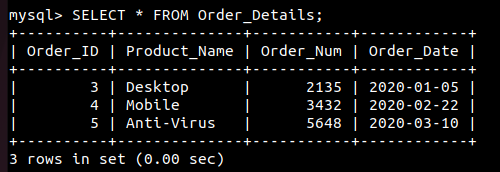 mysql> SELECT * FROM Order_Details;
+----------+--------------+-----------+------------+
| Order_ID | Product_Name | Order_Num | Order_Date |
+----------+--------------+-----------+------------+
|        3 | Desktop      |      2135 | 2020-01-05 |
|        4 | Mobile       |      3432 | 2020-02-22 |
|        5 | Anti-Virus   |      5648 | 2020-03-10 |
+----------+--------------+-----------+------------+
3 rows in set (0.00 sec)